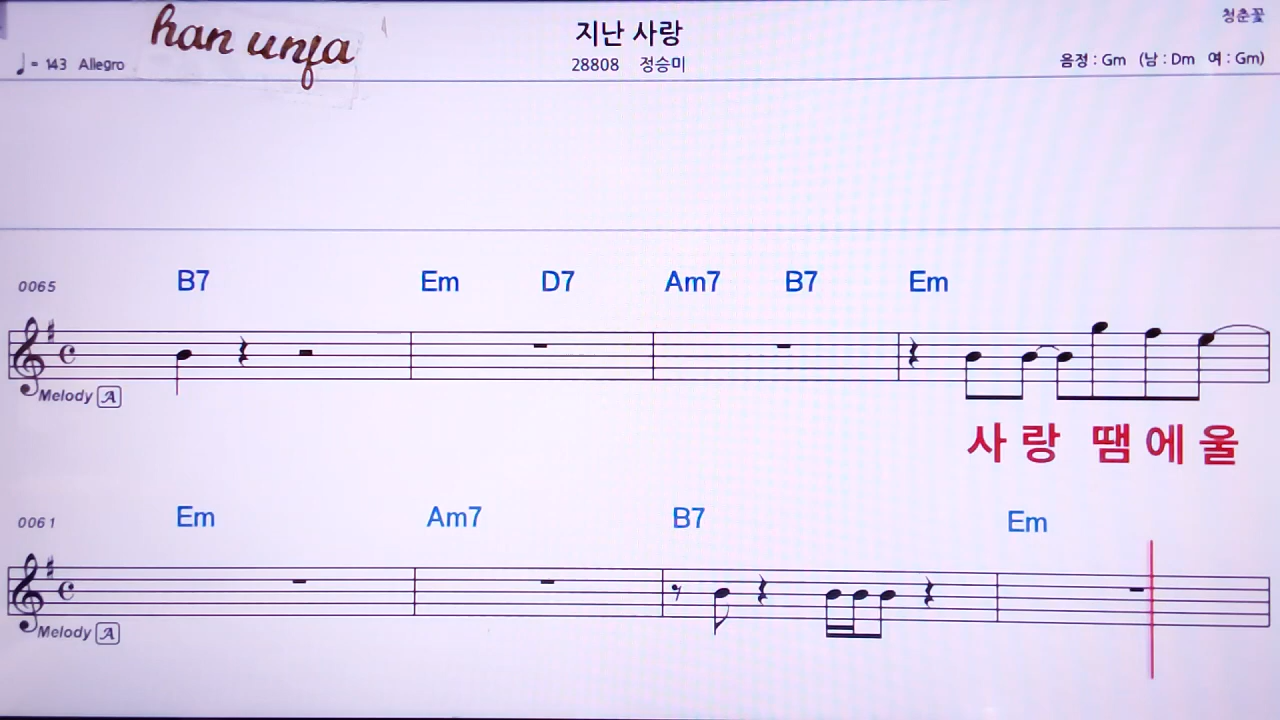 han unja
지난 사랑
청춘꽃
♩= 143 Allegro
28808 정승미
음정 : Gm (남 : Dm 여 : Gm)
0065 B7 Em D7 Am7 B7 Em
Melody A
사 랑 땜 에 울
0061 Em Am7 B7 Em
Melody A